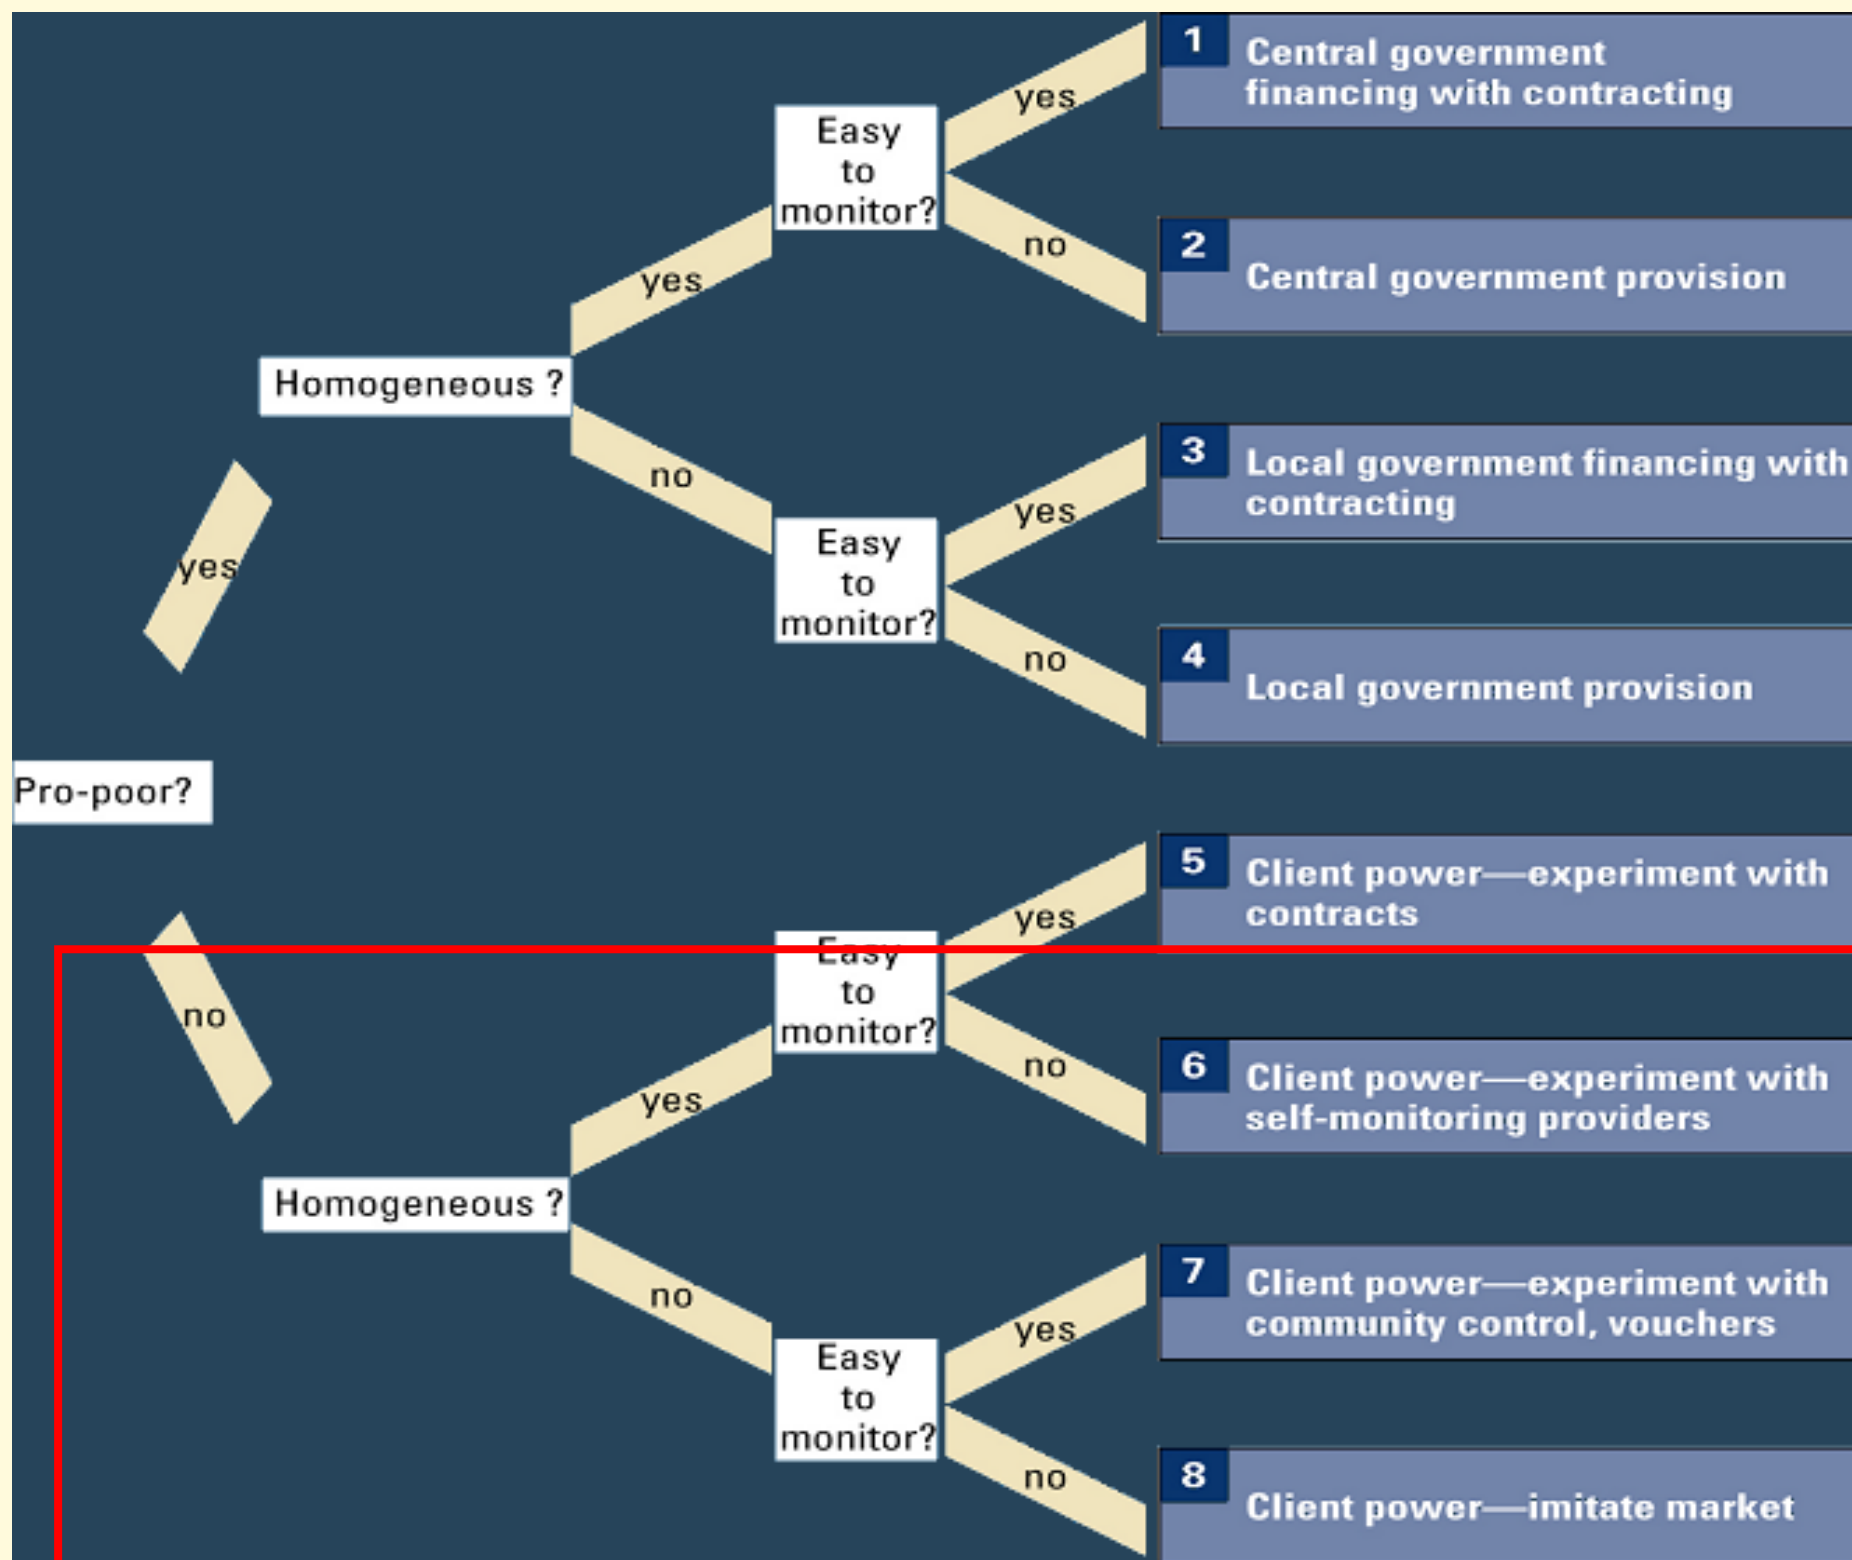 1
Central government
financing with contracting
yes
Easy
to
monitor?
no
2
Central government provision
yes
Homogeneous ?
no
3
Local government financing with
contracting
yes
Easy
to
monitor?
no
4
Local government provision
yes
Pro-poor?
no
5
Client power—experiment with
contracts
yes
Easy
to
monitor?
no
6
Client power—experiment with
self-monitoring providers
yes
Homogeneous ?
no
7
Client power—experiment with
community control, vouchers
yes
Easy
to
monitor?
no
8
Client power—imitate market